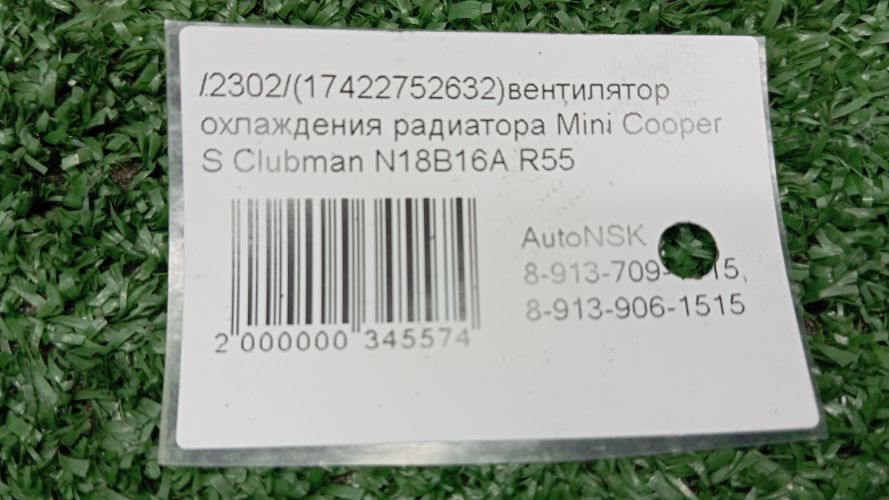 /2302/(17422752632)вентилятор
охлаждения радиатора Mini Cooper
S Clubman N18B16A R55
AutoNSK
8-913-906-1515
2 000000 345574